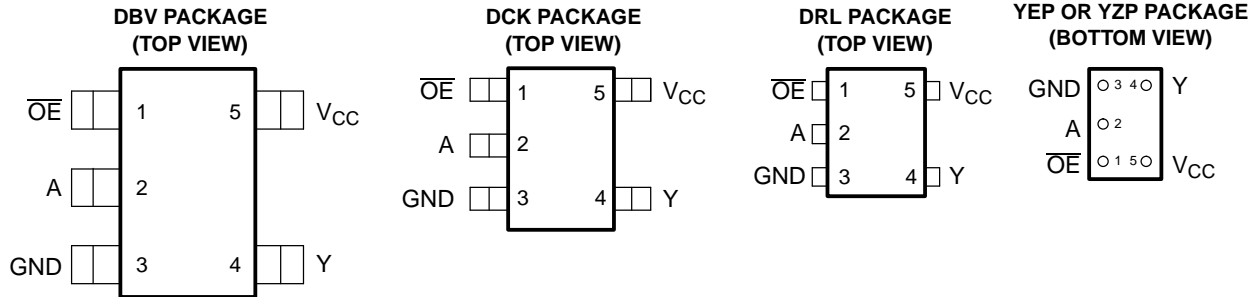 DBV PACKAGE
(TOP VIEW)
OE 1 5 VCC
A 2
GND 3 4 Y
DCK PACKAGE
(TOP VIEW)
OE 1 5 VCC
A 2
GND 3 4 Y
DRL PACKAGE
(TOP VIEW)
OE 1 5 VCC
A 2
GND 3 4 Y
YEP OR YZP PACKAGE
(BOTTOM VIEW)
GND 3 4 Y
A 2
OE 1 5 VCC